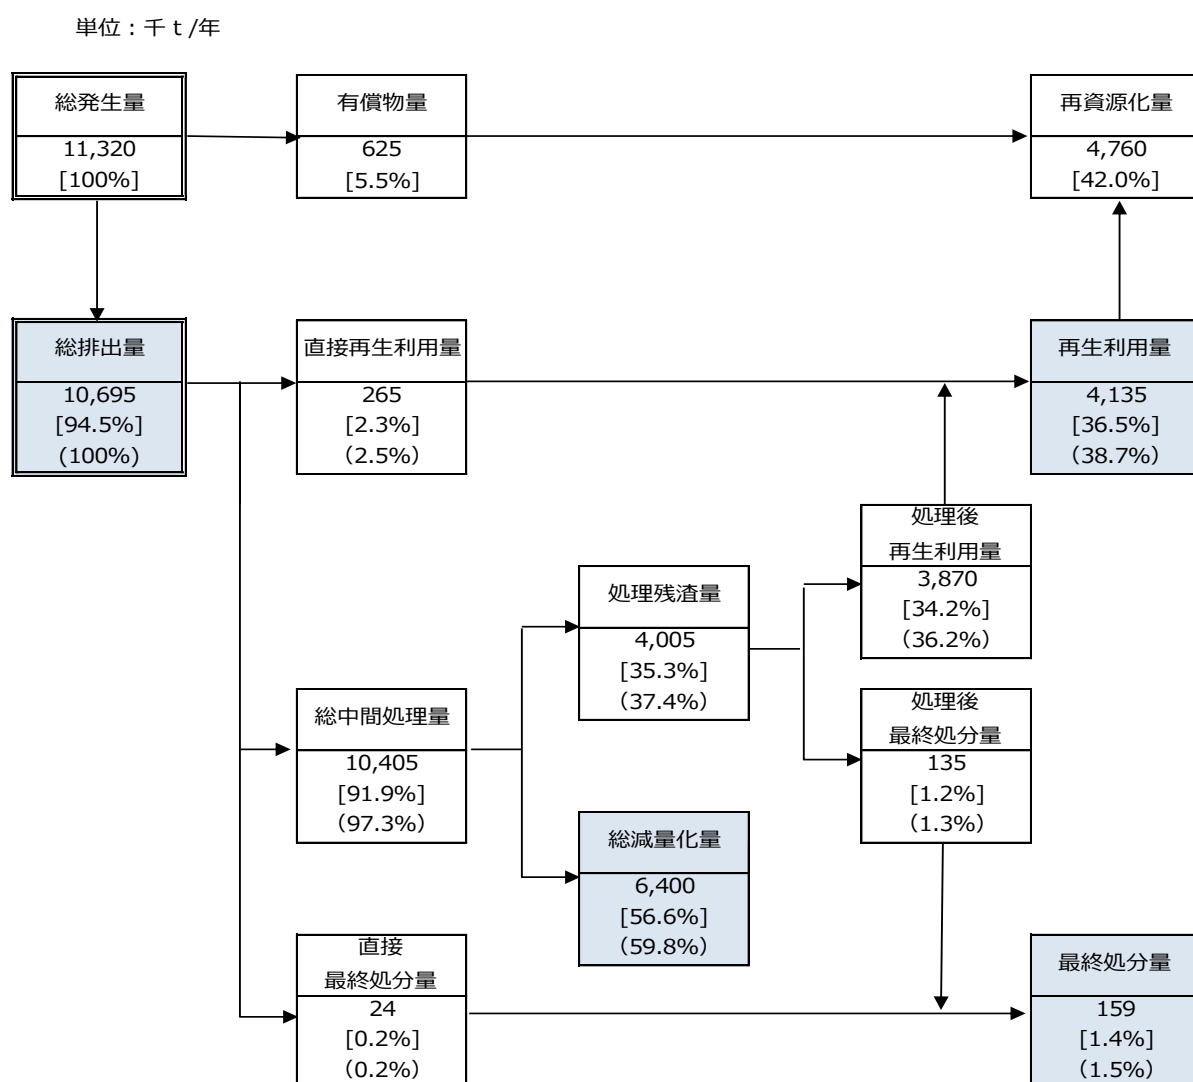 単位：千ｔ/年
総発生量
11,320
[100%]
有償物量
625
[5.5%]
再資源化量
4,760
[42.0%]
総排出量
10,695
[94.5%]
(100%)
直接再生利用量
265
[2.3%]
（2.5%）
再生利用量
4,135
[36.5%]
（38.7%）
処理後
再生利用量
3,870
[34.2%]
（36.2%）
処理残渣量
4,005
[35.3%]
（37.4%）
総中間処理量
10,405
[91.9%]
（97.3%）
処理後
最終処分量
135
[1.2%]
（1.3%）
総減量化量
6,400
[56.6%]
（59.8%）
直接
最終処分量
24
[0.2%]
（0.2%）
最終処分量
159
[1.4%]
（1.5%）